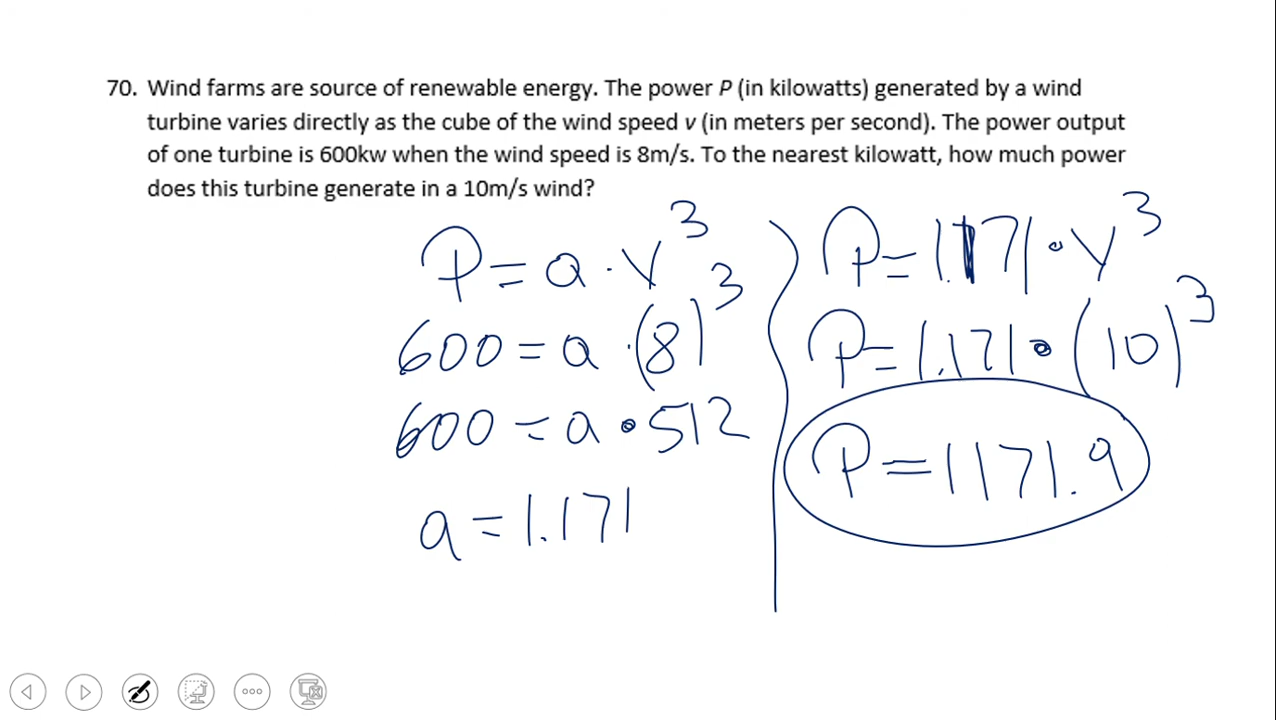 70. Wind farms are source of renewable energy. The power P (in kilowatts) generated by a wind
turbine varies directly as the cube of the wind speed v (in meters per second). The power output
of one turbine is 600kw when the wind speed is 8m/s. To the nearest kilowatt, how much power
does this turbine generate in a 10m/s wind?
P = a · v³
600 = a · (8)³
600 = a • 512
a = 1.171
P = 1.171 • v³
P = 1.171 • (10)³
P = 1171.9